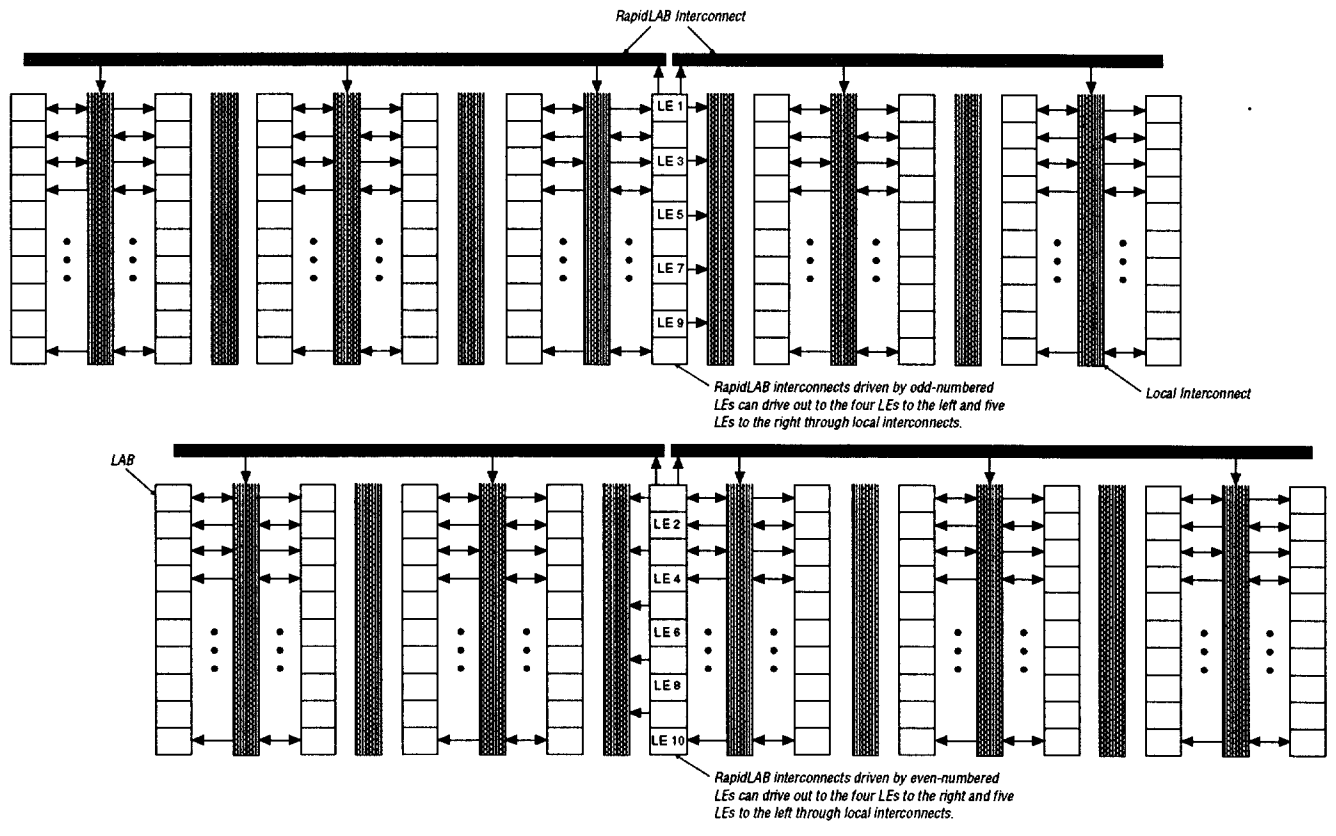 RapidLAB Interconnect
LE 1
LE 3
LE 5
LE 7
LE 9
RapidLAB interconnects driven by odd-numbered
LEs can drive out to the four LEs to the left and five
LEs to the right through local interconnects.
Local Interconnect
LAB
LE 2
LE 4
LE 6
LE 8
LE 10
RapidLAB interconnects driven by even-numbered
LEs can drive out to the four LEs to the right and five
LEs to the left through local interconnects.